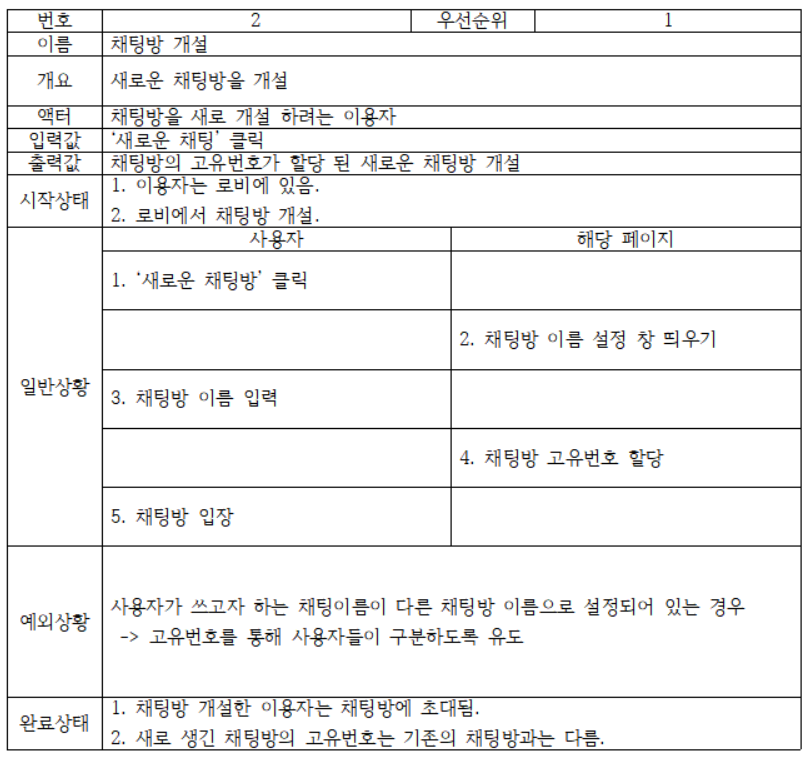 번호 2 우선순위 1
이름 채팅방 개설
개요 새로운 채팅방을 개설
액터 채팅방을 새로 개설 하려는 이용자
입력값 ‘새로운 채팅’ 클릭
출력값 채팅방의 고유번호가 할당 된 새로운 채팅방 개설
시작상태 1. 이용자는 로비에 있음.
2. 로비에서 채팅방 개설.
일반상황 사용자 해당 페이지
1. ‘새로운 채팅방’ 클릭
2. 채팅방 이름 설정 창 띄우기
3. 채팅방 이름 입력
4. 채팅방 고유번호 할당
5. 채팅방 입장
예외상황 사용자가 쓰고자 하는 채팅이름이 다른 채팅방 이름으로 설정되어 있는 경우
-> 고유번호를 통해 사용자들이 구분하도록 유도
완료상태 1. 채팅방 개설한 이용자는 채팅방에 초대됨.
2. 새로 생긴 채팅방의 고유번호는 기존의 채팅방과는 다름.